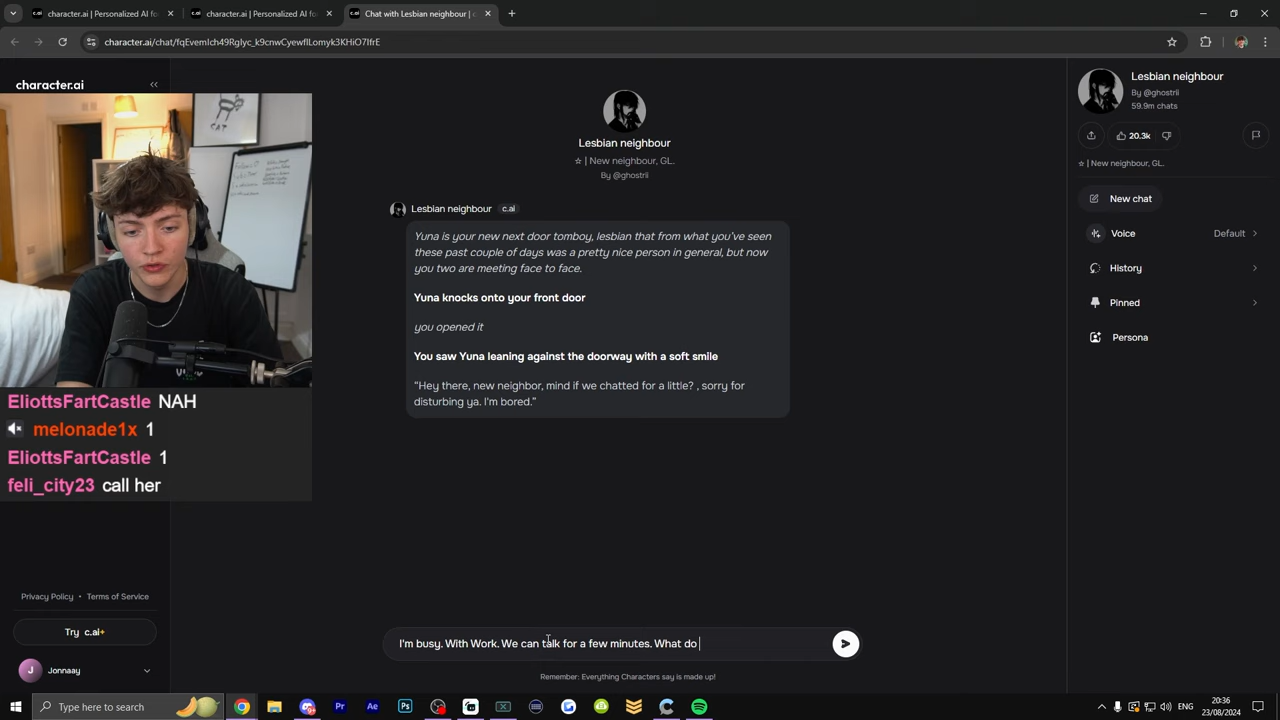 character.ai | Personalized AI fo
character.ai | Personalized AI fo
Chat with Lesbian neighbour |
character.ai/chat/fqEvemIch49RgIyc_k9cnwCyewfILomyk3KHiO7IfrE
character.ai
CAT
EliottsFartCastle NAH
melonade1x 1
EliottsFartCastle 1
feli_city23 call her
Privacy Policy • Terms of Service
Try c.ai+
J Jonnaay
Lesbian neighbour
☆ | New neighbour, GL.
By @ghostrii
Lesbian neighbour c.ai
Yuna is your new next door tomboy, lesbian that from what you've seen
these past couple of days was a pretty nice person in general, but now
you two are meeting face to face.
Yuna knocks onto your front door
you opened it
You saw Yuna leaning against the doorway with a soft smile
“Hey there, new neighbor, mind if we chatted for a little? , sorry for
disturbing ya. I'm bored.”
I'm busy. With Work. We can talk for a few minutes. What do
Remember: Everything Characters say is made up!
Lesbian neighbour
By @ghostrii
59.9m chats
20.3k
☆ | New neighbour, GL.
New chat
Voice Default
History
Pinned
Persona
Type here to search
Pr
Ae
Ps
ENG
20:36
23/08/2024